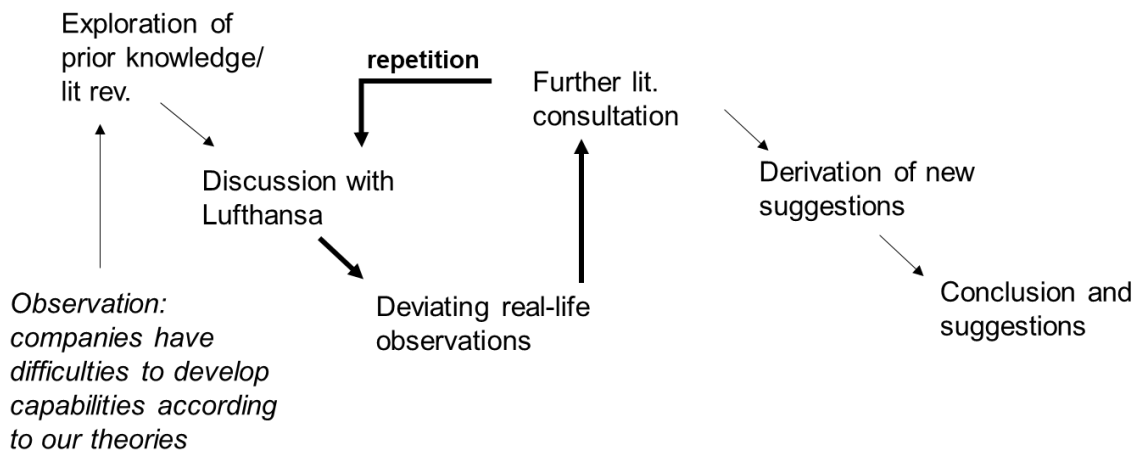 Exploration of
prior knowledge/
lit rev.
repetition
Further lit.
consultation
Discussion with
Lufthansa
Derivation of new
suggestions
Observation:
companies have
difficulties to develop
capabilities according
to our theories
Deviating real-life
observations
Conclusion and
suggestions